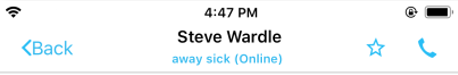 4:47 PM
Back
Steve Wardle
away sick (Online)